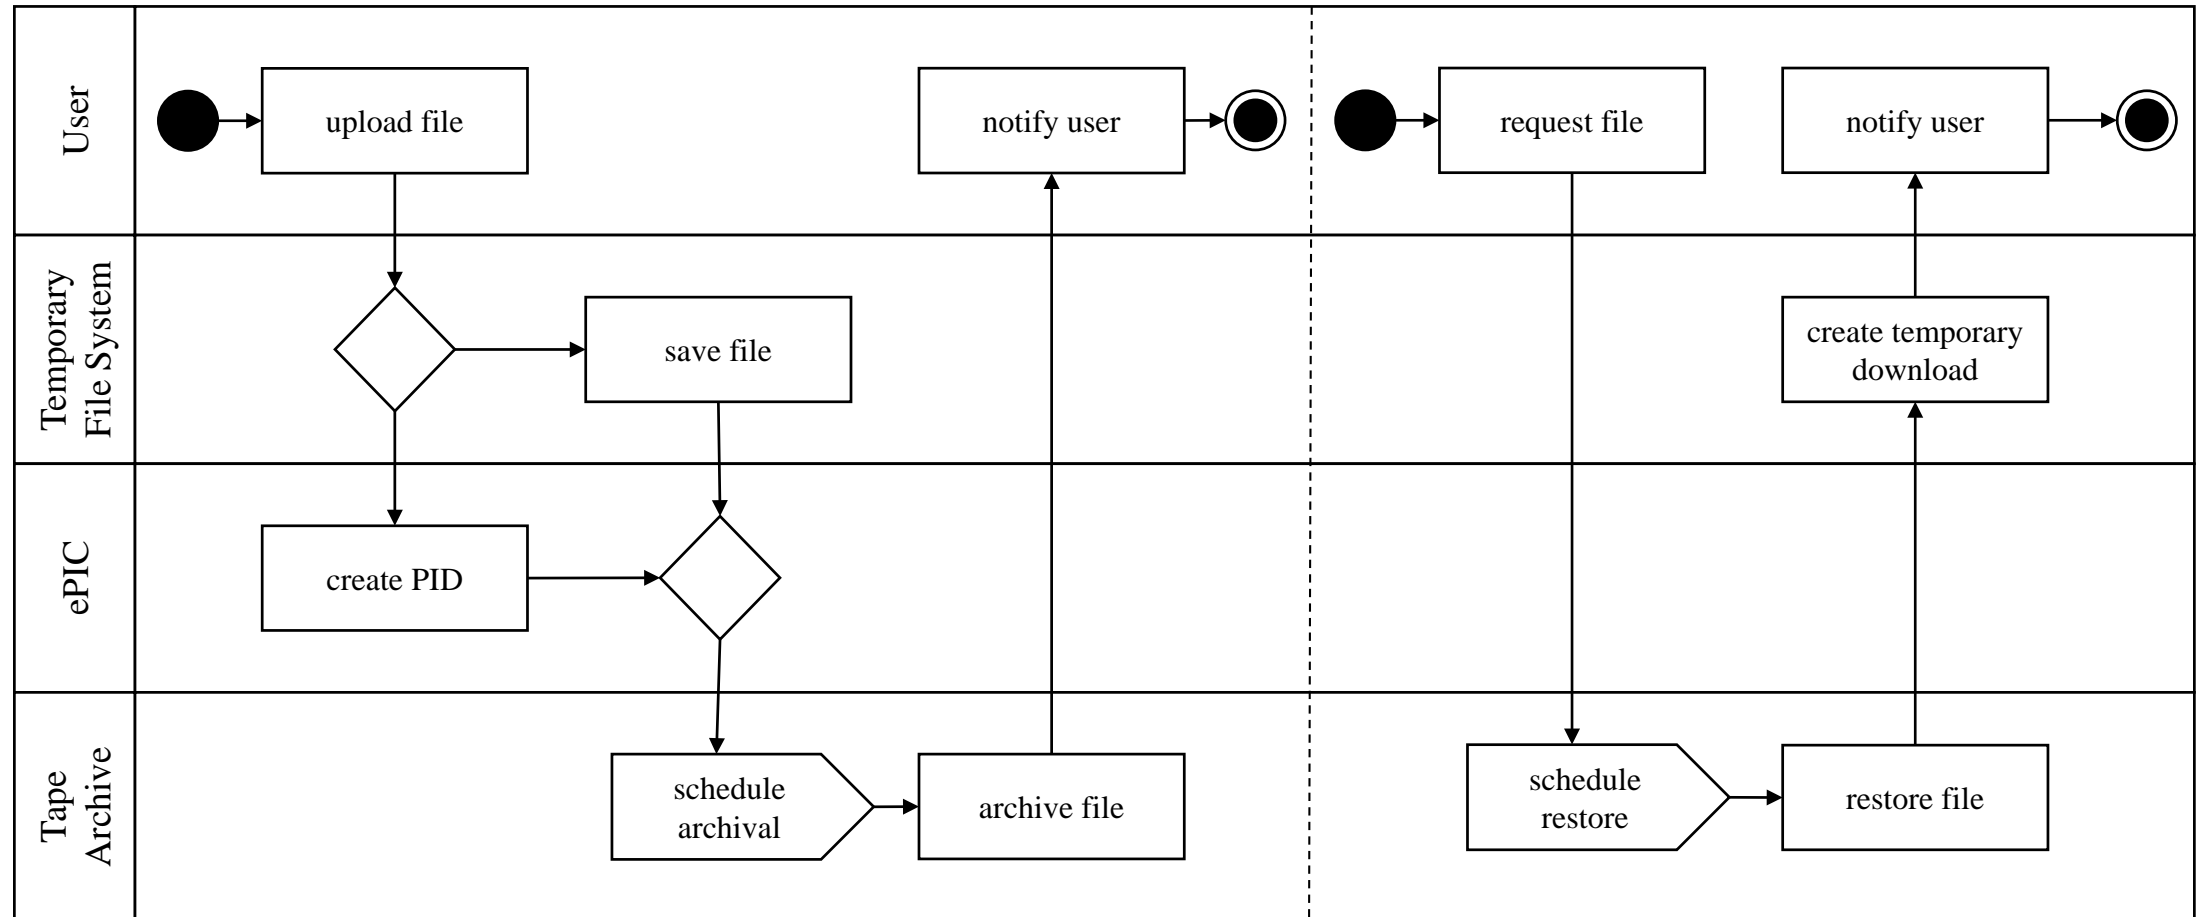 User
upload file
notify user
request file
notify user
Temporary
File System
save file
create temporary
download
ePIC
create PID
Tape
Archive
schedule
archival
archive file
schedule
restore
restore file